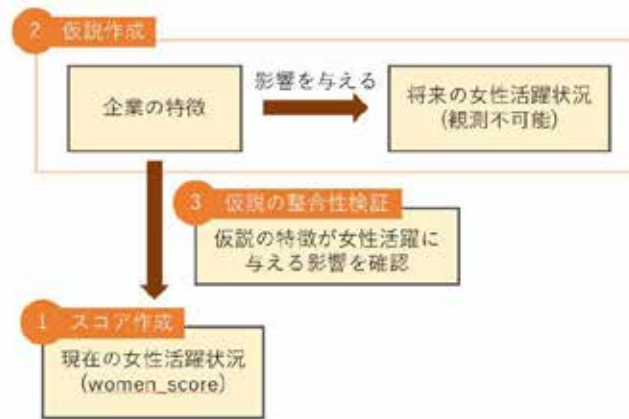 2 仮説作成
企業の特徴
影響を与える
将来の女性活躍状況
(観測不可能)
3 仮説の整合性検証
仮説の特徴が女性活躍に
与える影響を確認
1 スコア作成
現在の女性活躍状況
(women_score)